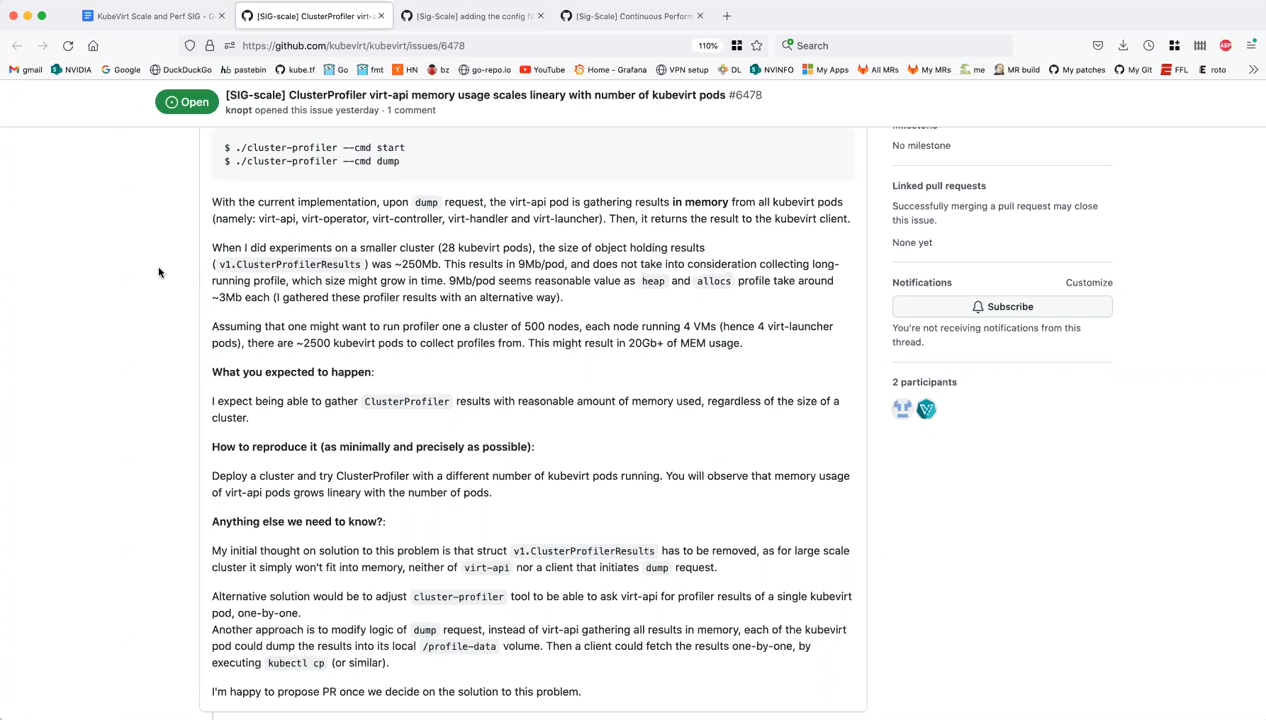 KubeVirt Scale and Perf SIG - G
[SIG-scale] ClusterProfiler virt-a
[Sig-Scale] adding the config fi
[Sig-Scale] Continuous Perform
https://github.com/kubevirt/kubevirt/issues/6478
110%
Search
gmail
NVIDIA
Google
DuckDuckGo
pastebin
kube.tf
Go
fmt
HN
bz
go-repo.io
YouTube
Home - Grafana
VPN setup
DL
NVINFO
My Apps
All MRs
My MRs
me
MR build
My patches
My Git
FFL
roto
Open
[SIG-scale] ClusterProfiler virt-api memory usage scales lineary with number of kubevirt pods #6478
knopt opened this issue yesterday · 1 comment
$ ./cluster-profiler --cmd start
$ ./cluster-profiler --cmd dump
With the current implementation, upon dump request, the virt-api pod is gathering results in memory from all kubevirt pods
(namely: virt-api, virt-operator, virt-controller, virt-handler and virt-launcher). Then, it returns the result to the kubevirt client.
When I did experiments on a smaller cluster (28 kubevirt pods), the size of object holding results
( v1.ClusterProfilerResults ) was ~250Mb. This results in 9Mb/pod, and does not take into consideration collecting long-
running profile, which size might grow in time. 9Mb/pod seems reasonable value as heap and allocs profile take around
~3Mb each (I gathered these profiler results with an alternative way).
Assuming that one might want to run profiler one a cluster of 500 nodes, each node running 4 VMs (hence 4 virt-launcher
pods), there are ~2500 kubevirt pods to collect profiles from. This might result in 20Gb+ of MEM usage.
What you expected to happen:
I expect being able to gather ClusterProfiler results with reasonable amount of memory used, regardless of the size of a
cluster.
How to reproduce it (as minimally and precisely as possible):
Deploy a cluster and try ClusterProfiler with a different number of kubevirt pods running. You will observe that memory usage
of virt-api pods grows lineary with the number of pods.
Anything else we need to know?:
My initial thought on solution to this problem is that struct v1.ClusterProfilerResults has to be removed, as for large scale
cluster it simply won't fit into memory, neither of virt-api nor a client that initiates dump request.
Alternative solution would be to adjust cluster-profiler tool to be able to ask virt-api for profiler results of a single kubevirt
pod, one-by-one.
Another approach is to modify logic of dump request, instead of virt-api gathering all results in memory, each of the kubevirt
pod could dump the results into its local /profile-data volume. Then a client could fetch the results one-by-one, by
executing kubectl cp (or similar).
I'm happy to propose PR once we decide on the solution to this problem.
Milestone
No milestone
Linked pull requests
Successfully merging a pull request may close
this issue.
None yet
Notifications
Customize
Subscribe
You're not receiving notifications from this
thread.
2 participants